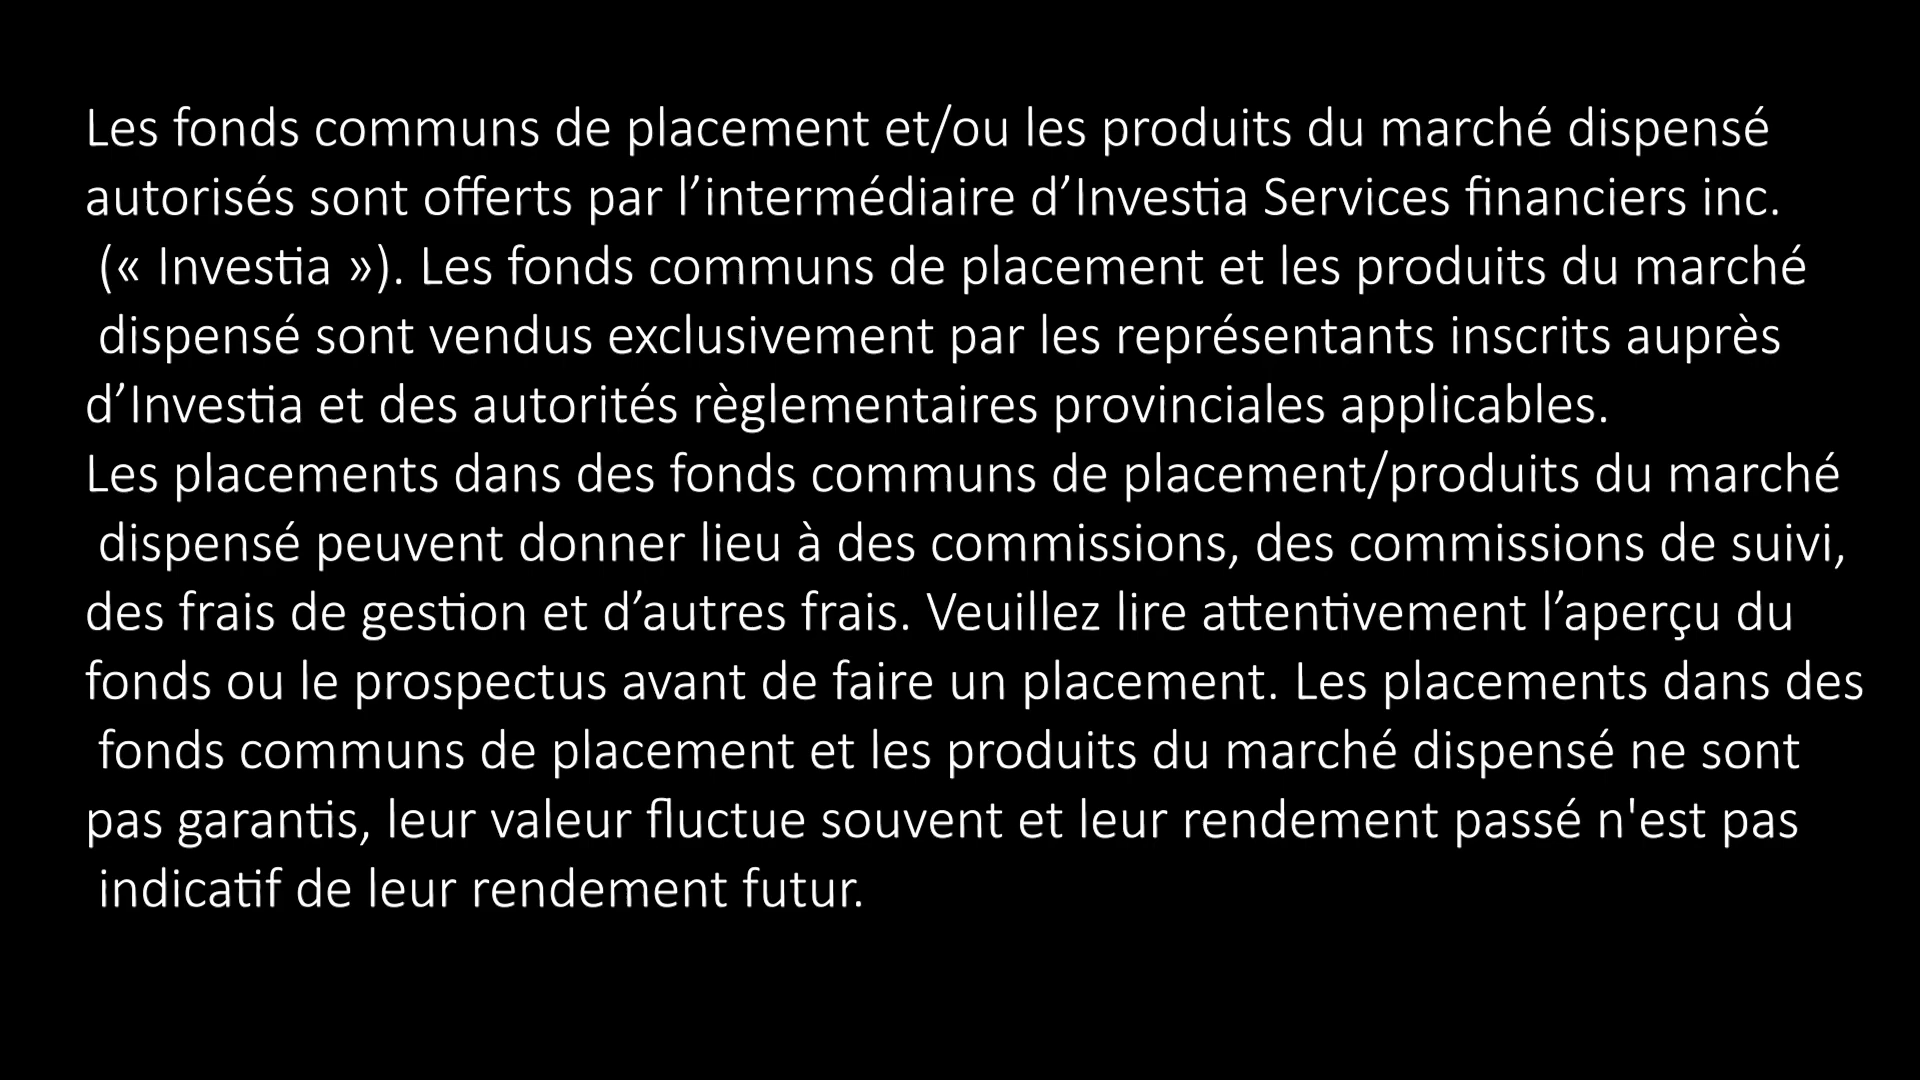 Les fonds communs de placement et/ou les produits du marché dispensé
autorisés sont offerts par l’intermédiaire d’Investia Services financiers inc.
(« Investia »). Les fonds communs de placement et les produits du marché
dispensé sont vendus exclusivement par les représentants inscrits auprès
d’Investia et des autorités règlementaires provinciales applicables.
Les placements dans des fonds communs de placement/produits du marché
dispensé peuvent donner lieu à des commissions, des commissions de suivi,
des frais de gestion et d’autres frais. Veuillez lire attentivement l’aperçu du
fonds ou le prospectus avant de faire un placement. Les placements dans des
fonds communs de placement et les produits du marché dispensé ne sont
pas garantis, leur valeur fluctue souvent et leur rendement passé n'est pas
indicatif de leur rendement futur.